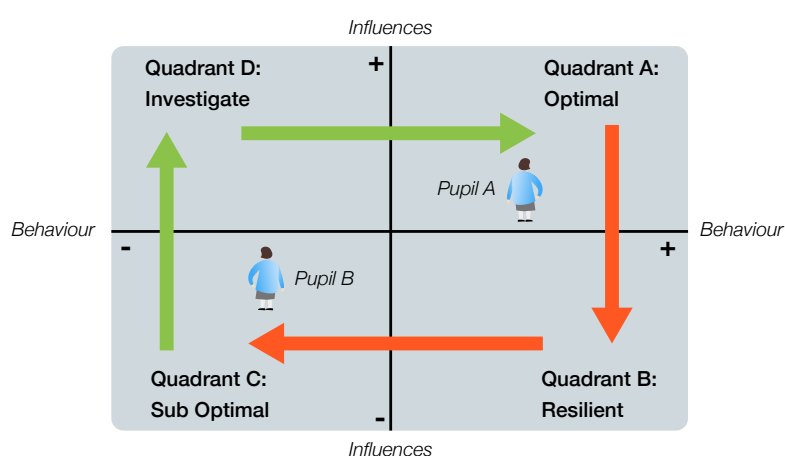 Influences
Quadrant D:
Investigate
+
Quadrant A:
Optimal
Pupil A
Behaviour
-
+
Behaviour
Pupil B
Quadrant C:
Sub Optimal
-
Quadrant B:
Resilient
Influences